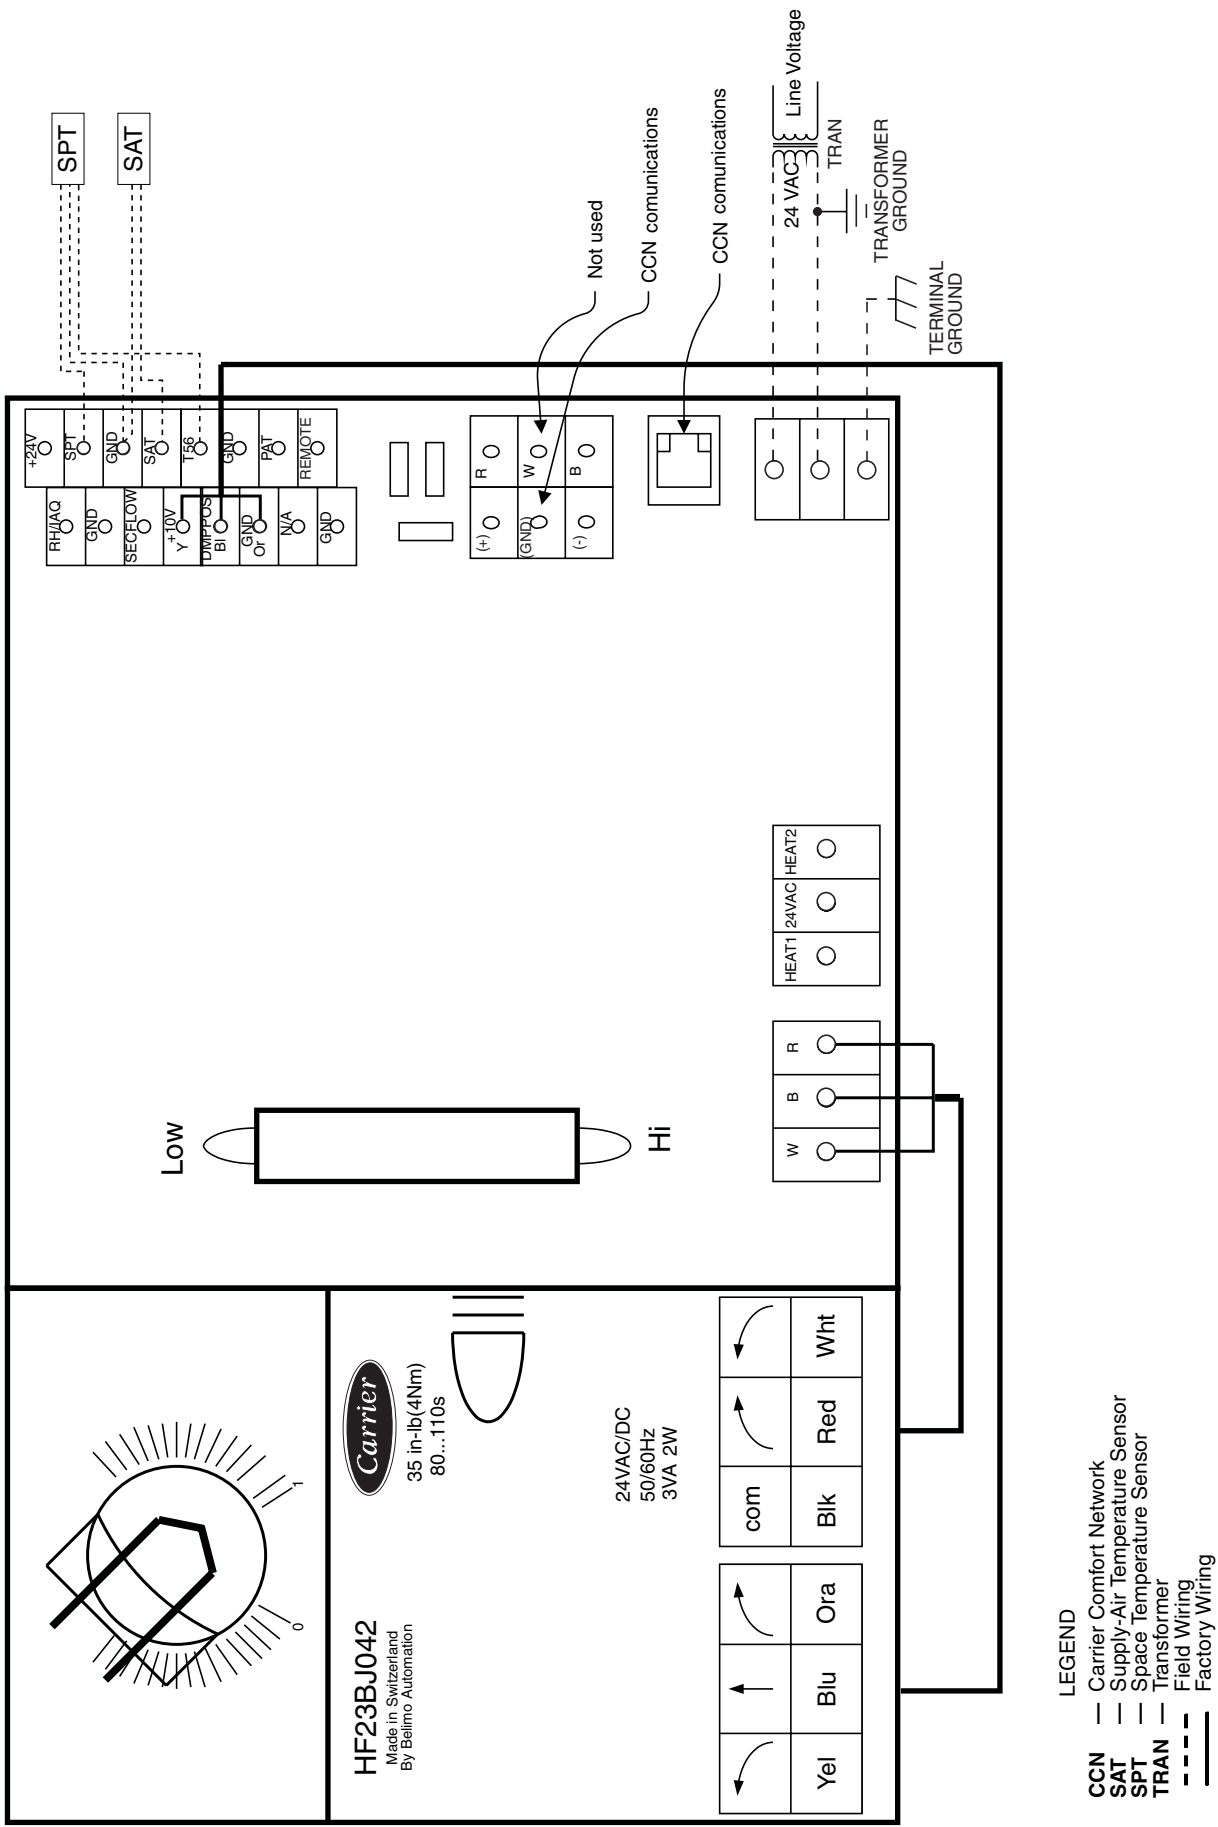 SPT
SAT
+24V
SPT
GND
SAT
T56
GND
PAT
REMOTE
RH/IAQ
GND
SECFLOW
+10V
Y
DMPPOS
Bl
GND
Or
N/A
GND
R
W
B
(+)
(GND)
(-)
Not used
CCN comunications
CCN comunications
Line Voltage
24 VAC
TRAN
TRANSFORMER
GROUND
TERMINAL
GROUND
HEAT1
24VAC
HEAT2
W
B
R
Low
Hi
0
1
HF23BJ042
Made in Switzerland
By Belimo Automation
Carrier
35 in-lb(4Nm)
80...110s
24VAC/DC
50/60Hz
3VA 2W
com
Yel
Blu
Ora
Blk
Red
Wht
LEGEND
CCN — Carrier Comfort Network
SAT — Supply-Air Temperature Sensor
SPT — Space Temperature Sensor
TRAN — Transformer
Field Wiring
Factory Wiring